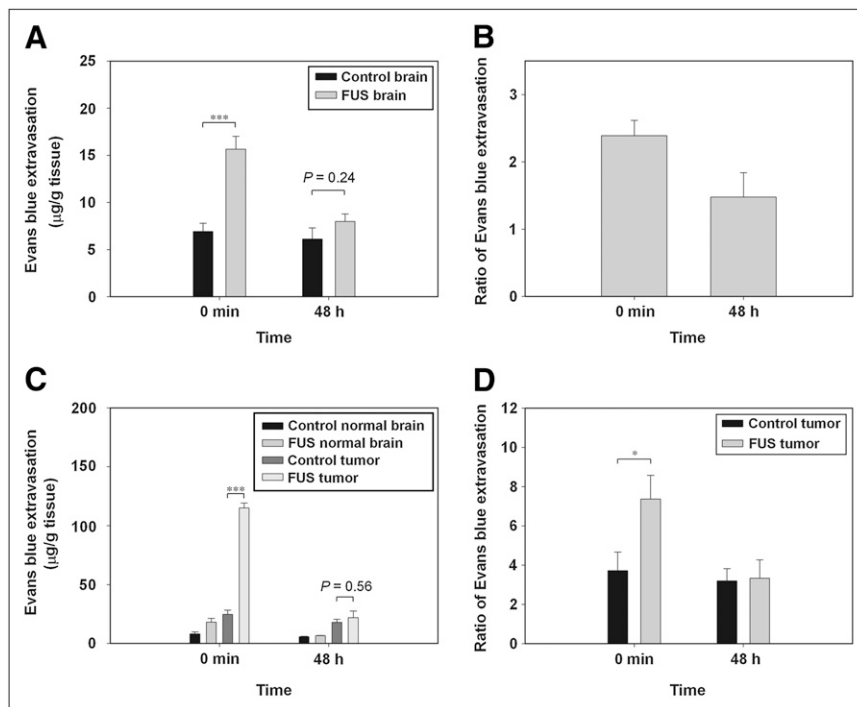 A
Evans blue extravasation
(μg/g tissue)
25
20
15
10
5
0
Control brain
FUS brain
***
P = 0.24
0 min
48 h
Time
B
Ratio of Evans blue extravasation
3
2
1
0
0 min
48 h
Time
C
Evans blue extravasation
(μg/g tissue)
200
150
100
50
0
Control normal brain
FUS normal brain
Control tumor
FUS tumor
***
P = 0.56
0 min
48 h
Time
D
Ratio of Evans blue extravasation
12
10
8
6
4
2
0
Control tumor
FUS tumor
*
0 min
48 h
Time